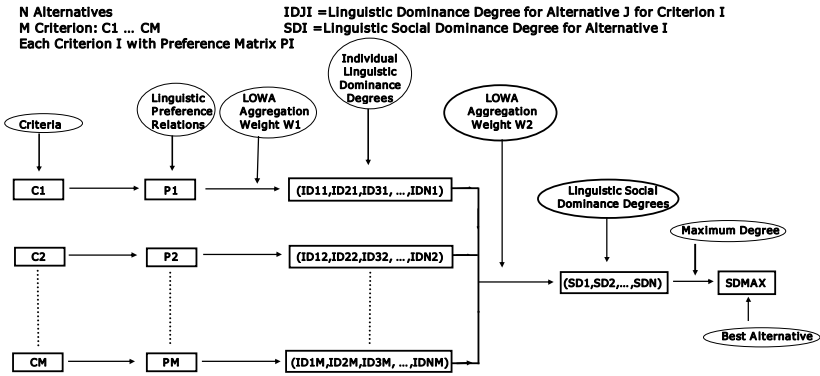 N Alternatives
M Criterion: C1 ... CM
Each Criterion I with Preference Matrix PI
IDJI =Linguistic Dominance Degree for Alternative J for Criterion I
SDI =Linguistic Social Dominance Degree for Alternative I
Criteria
Linguistic
Preference
Relations
LOWA
Aggregation
Weight W1
Individual
Linguistic
Dominance
Degrees
LOWA
Aggregation
Weight W2
C1
P1
(ID11,ID21,ID31, ...,IDN1)
Linguistic Social
Dominance Degrees
Maximum Degree
C2
P2
(ID12,ID22,ID32, ...,IDN2)
(SD1,SD2,...,SDN)
SDMAX
Best Alternative
CM
PM
(ID1M,ID2M,ID3M, ...,IDNM)